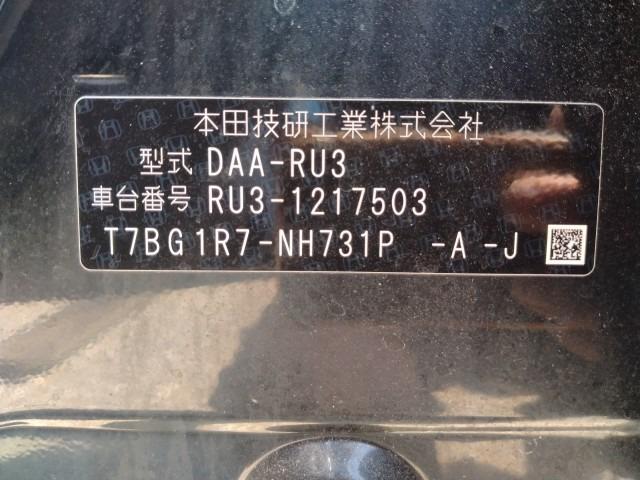 本田技研工業株式会社
型式 DAA-RU3
車台番号 RU3-1217503
T7BG1R7-NH731P -A -J